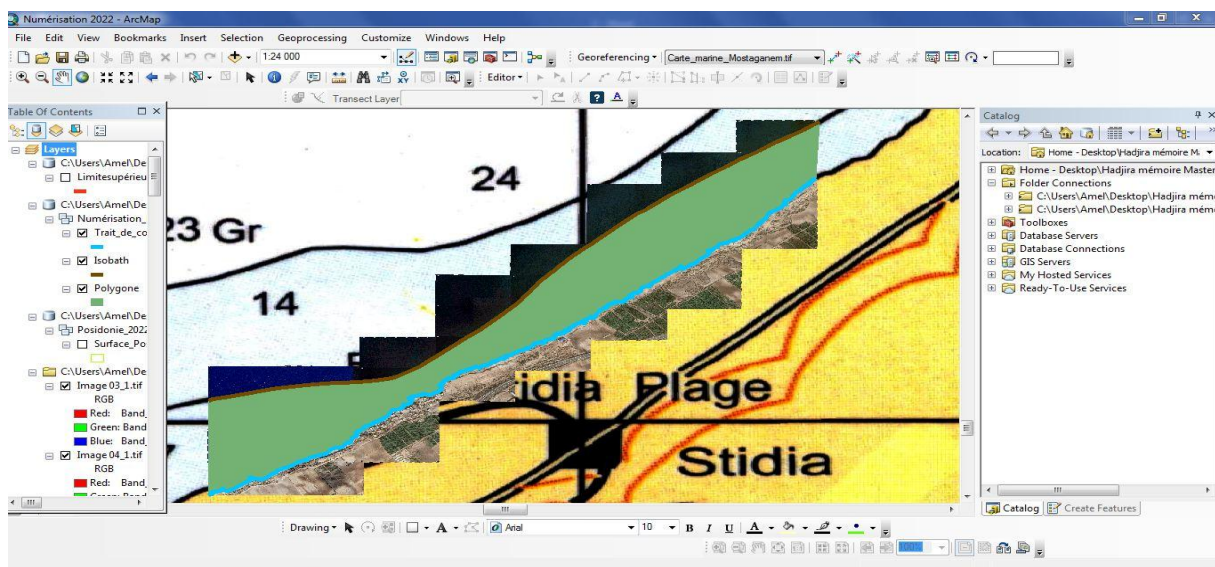 Numérisation 2022 - ArcMap
File Edit View Bookmarks Insert Selection Geoprocessing Customize Windows Help
1:24 000
Georeferencing
Carte_marine_Mostaganem.tif
Editor
Transect Layer
Table Of Contents
Layers
C:\Users\Amel\De
Limitesupérieu
C:\Users\Amel\De
Numérisation_
Trait_de_co
Isobath
Polygone
C:\Users\Amel\De
Posidonie_2022
Surface_Po
C:\Users\Amel\De
Image 03_1.tif
RGB
Red: Band_
Green: Band_
Blue: Band_
Image 04_1.tif
RGB
Red: Band_
24
23 Gr
14
idia Plage
Stidia
Catalog
Location: Home - Desktop\Hadjira mémoire M
Home - Desktop\Hadjira mémoire Master
Folder Connections
C:\Users\Amel\Desktop\Hadjira mém
C:\Users\Amel\Desktop\Hadjira mém
Toolboxes
Database Servers
Database Connections
GIS Servers
My Hosted Services
Ready-To-Use Services
Catalog Create Features
Drawing A Arial 10 B I U A
100%